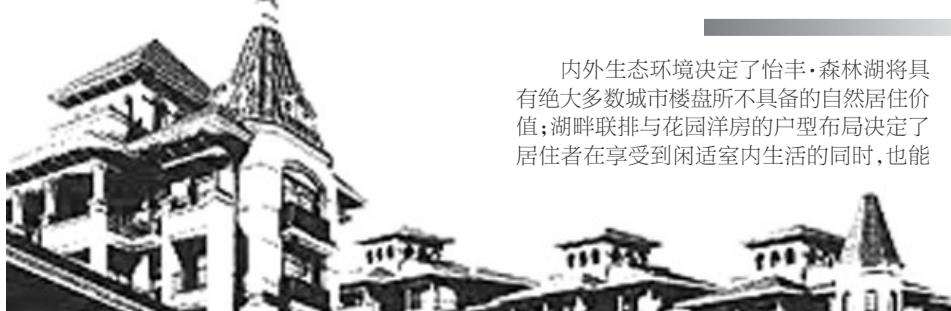 内外生态环境决定了怡丰·森林湖将具
有绝大多数城市楼盘所不具备的自然居住价
值;湖畔联排与花园洋房的户型布局决定了
居住者在享受到闲适室内生活的同时,也能